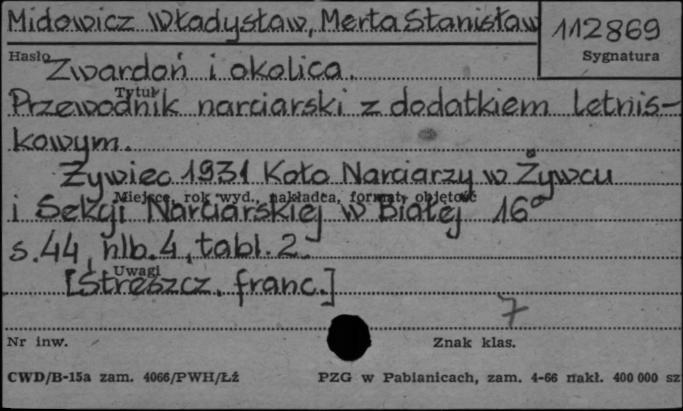 Midowicz Władysław, Merta Stanisław
112869
Hasło
Sygnatura
Zwardoń i okolica.
Tytuł
Przewodnik narciarski z dodatkiem letnis-
kowym.
Żywiec 1931 Koło Narciarzy w Żywcu
Miejsce, rok wyd., nakładca, format, objętość
i Sekcji Narciarskiej w Białej 16°
s. 44, nlb. 4, tabl. 2.
Uwagi
[Streszcz. franc.]
7
Nr inw.
Znak klas.
CWD/B-15a zam. 4066/PWH/Łź
PZG w Pabianicach, zam. 4-66 nakł. 400 000 sz